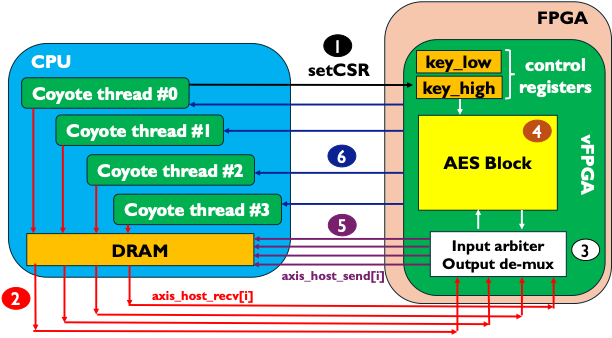 FPGA
1
CPU
setCSR
key_low
key_high
control
registers
Coyote thread #0
Coyote thread #1
Coyote thread #2
Coyote thread #3
6
4
AES Block
vFPGA
5
DRAM
Input arbiter
Output de-mux
3
axis_host_send[i]
2
axis_host_recv[i]